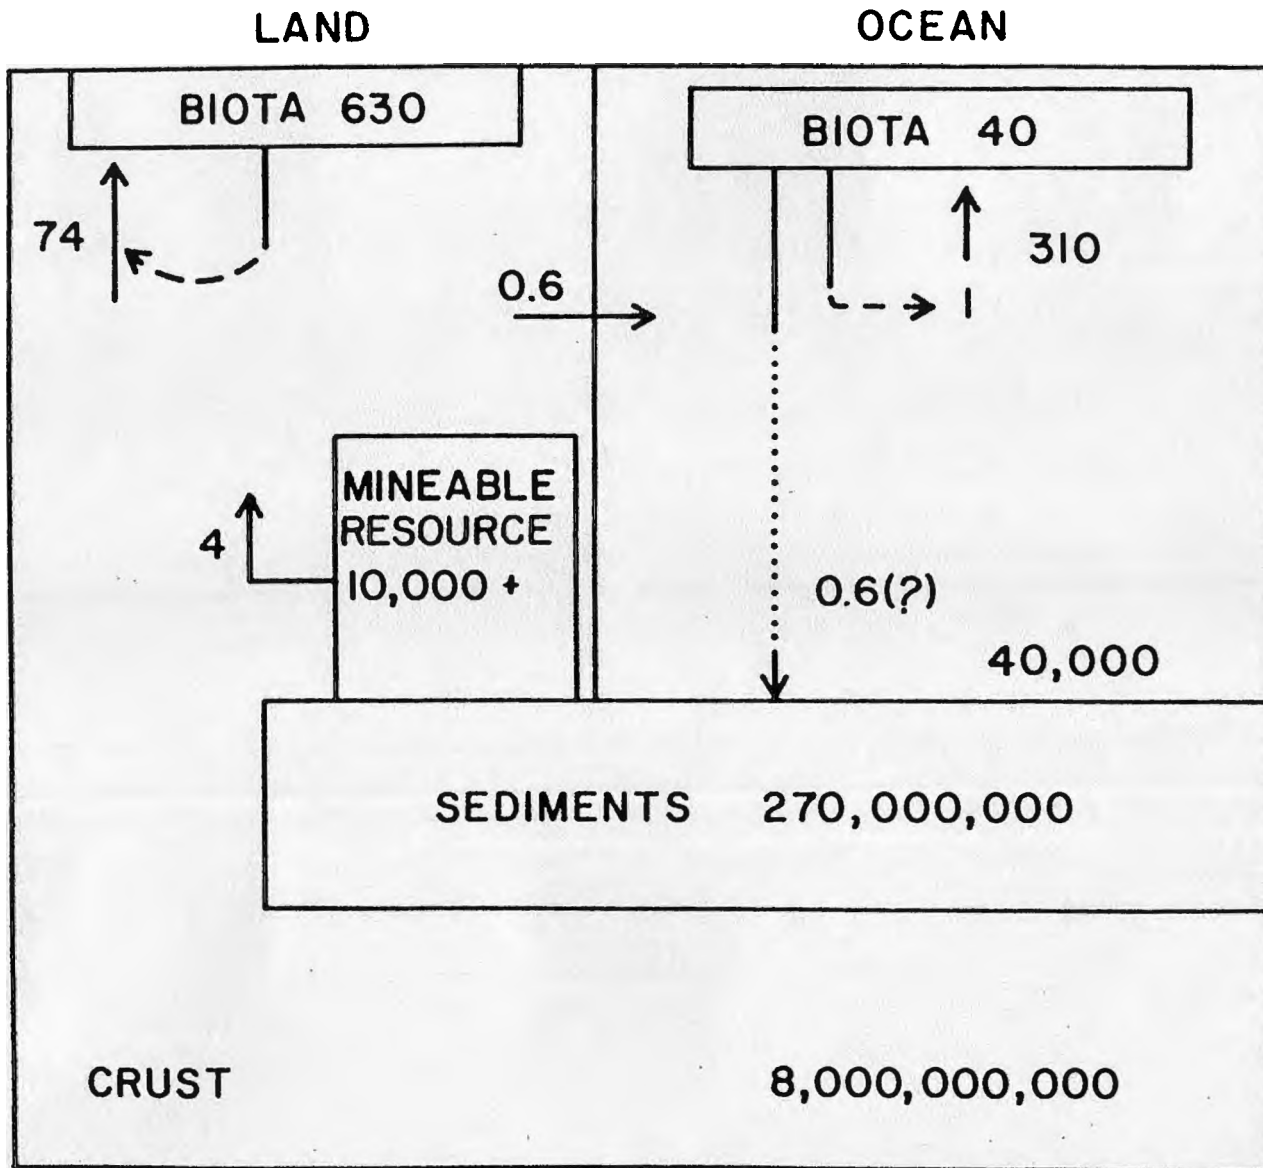 LAND
OCEAN
BIOTA 630
BIOTA 40
74
310
0.6
MINEABLE
RESOURCE
10,000 +
4
0.6(?)
40,000
SEDIMENTS 270,000,000
CRUST 8,000,000,000